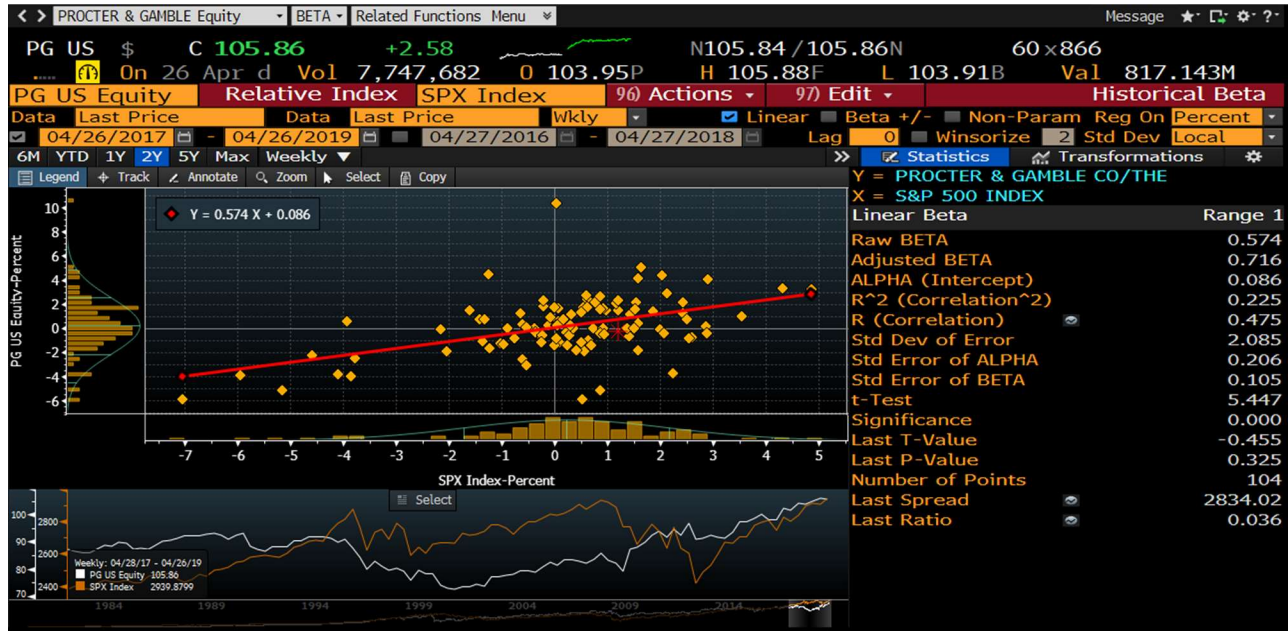 < > PROCTER & GAMBLE Equity BETA Related Functions Menu Message
PG US $ C 105.86 +2.58 N105.84/105.86N 60×866
On 26 Apr d Vol 7,747,682 O 103.95P H 105.88F L 103.91B Val 817.143M
PG US Equity Relative Index SPX Index 96) Actions 97) Edit Historical Beta
Data Last Price Data Last Price Wkly Linear Beta +/- Non-Param Reg On Percent
04/26/2017 - 04/26/2019 04/27/2016 - 04/27/2018 Lag 0 Winsorize 2 Std Dev Local
6M YTD 1Y 2Y 5Y Max Weekly ▼ » Statistics Transformations
Legend Track Annotate Zoom Select Copy
Y = PROCTER & GAMBLE CO/THE
X = S&P 500 INDEX
Linear Beta Range 1
Raw BETA 0.574
Adjusted BETA 0.716
ALPHA (Intercept) 0.086
R^2 (Correlation^2) 0.225
R (Correlation) 0.475
Std Dev of Error 2.085
Std Error of ALPHA 0.206
Std Error of BETA 0.105
t-Test 5.447
Significance 0.000
Last T-Value -0.455
Last P-Value 0.325
Number of Points 104
Last Spread 2834.02
Last Ratio 0.036
Y = 0.574 X + 0.086
PG US Equity-Percent
10
8
6
4
2
0
-2
-4
-6
-7 -6 -5 -4 -3 -2 -1 0 1 2 3 4 5
SPX Index-Percent
Select
100
90
80
70
2800
2600
2400
Weekly: 04/28/17 - 04/26/19
PG US Equity 105.86
SPX Index 2939.8799
1984 1989 1994 1999 2004 2009 2014